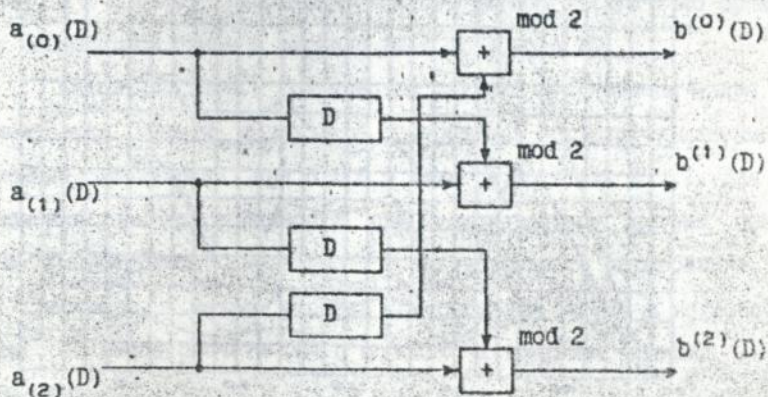 a₍₀₎(D)
mod 2
b⁽⁰⁾(D)
+
D
mod 2
b⁽¹⁾(D)
a₍₁₎(D)
+
D
D
mod 2
b⁽²⁾(D)
a₍₂₎(D)
+